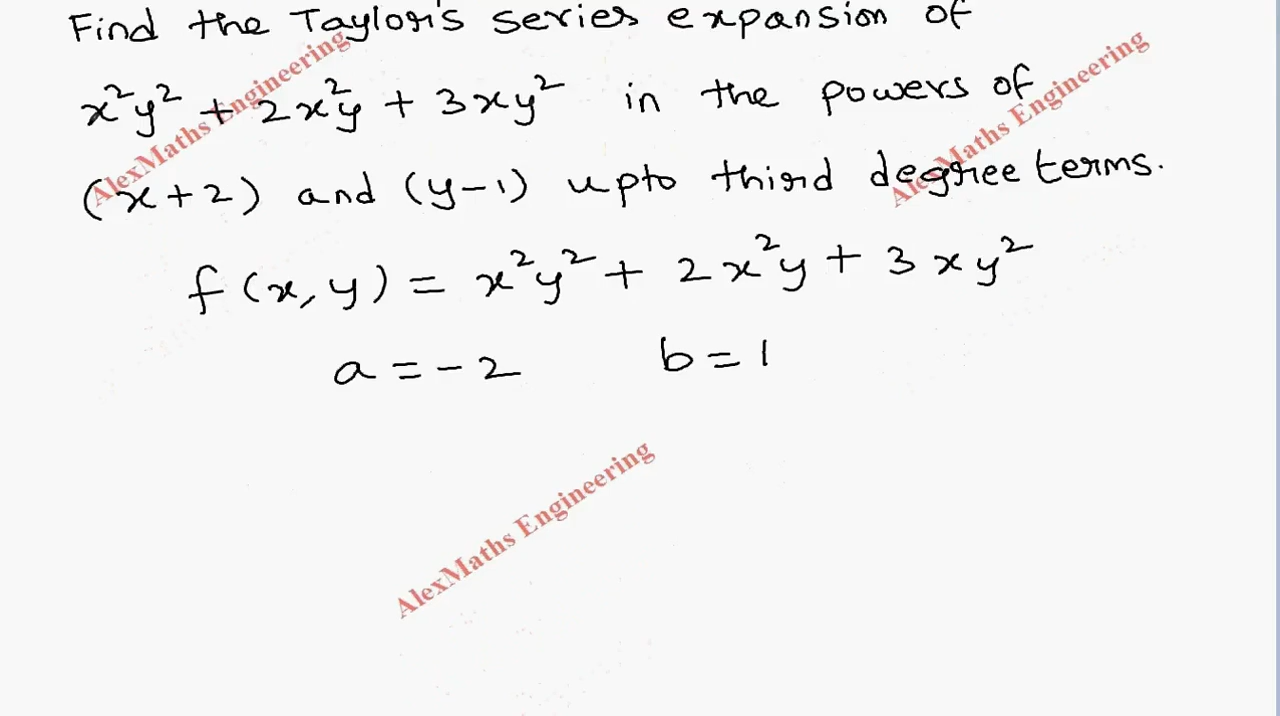 Find the Taylor's series expansion of
x²y² + 2x²y + 3xy² in the powers of
(x+2) and (y-1) upto third degree terms.
f(x, y) = x²y² + 2x²y + 3xy²
a = -2 b = 1
AlexMaths Engineering
AlexMaths Engineering
AlexMaths Engineering